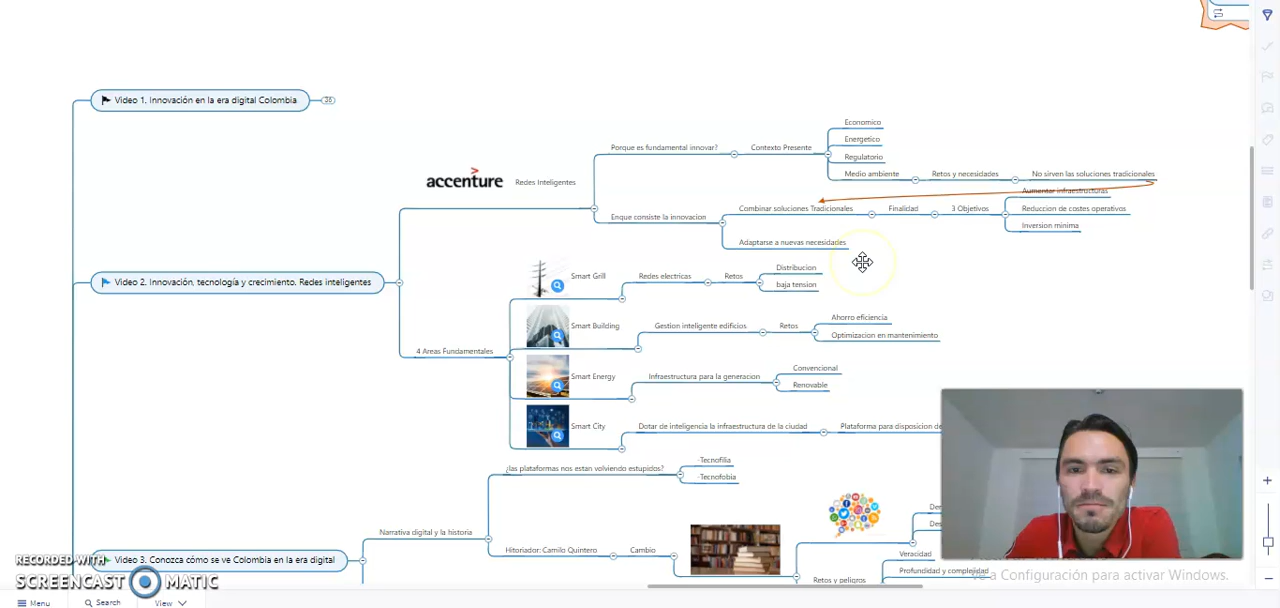 Video 1. Innovación en la era digital Colombia
36
accenture
Redes Inteligentes
Porque es fundamental innovar?
Contexto Presente
Economico
Energetico
Regulatorio
Medio ambiente
Retos y necesidades
No sirven las soluciones tradicionales
Enque consiste la innovacion
Combinar soluciones Tradicionales
Finalidad
3 Objetivos
Aumentar infraestructuras
Reduccion de costes operativos
Inversion minima
Adaptarse a nuevas necesidades
Video 2. Innovación, tecnología y crecimiento. Redes inteligentes
4 Areas Fundamentales
Smart Grill
Redes electricas
Retos
Distribucion
baja tension
Smart Building
Gestion inteligente edificios
Retos
Ahorro eficiencia
Optimizacion en mantenimiento
Smart Energy
Infraestructura para la generacion
Convencional
Renovable
Smart City
Dotar de inteligencia la infraestructura de la ciudad
Plataforma para disposicion de
Video 3. Conozca cómo se ve Colombia en la era digital
Narrativa digital y la historia
¿las plataformas nos estan volviendo estupidos?
-Tecnofilia
-Tecnofobia
Hitoriador: Camilo Quintero
Cambio
Retos y peligros
Veracidad
Profundidad y complejidad
RECORDED WITH
SCREENCAST MATIC
a Configuración para activar Windows.
Menu
Search
View